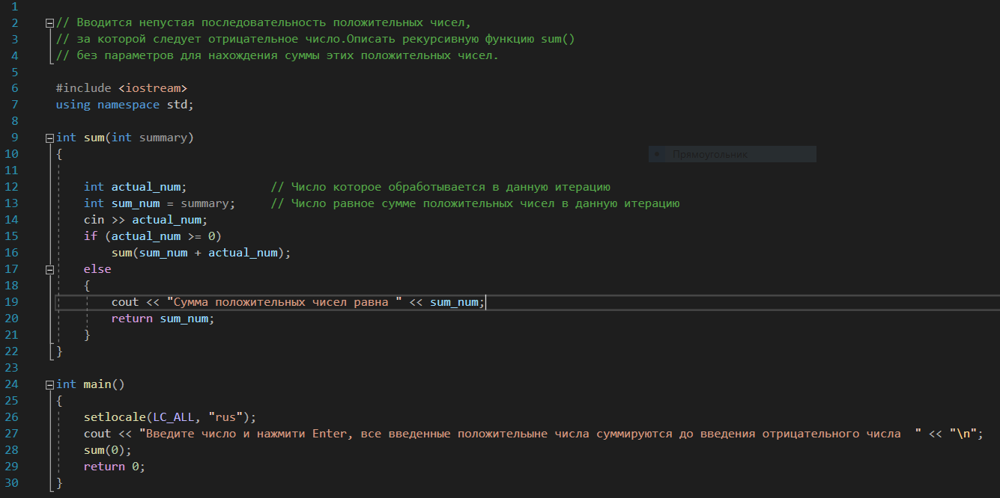 1
2 // Вводится непустая последовательность положительных чисел,
3 // за которой следует отрицательное число.Описать рекурсивную функцию sum()
4 // без параметров для нахождения суммы этих положительных чисел.
5
6 #include <iostream>
7 using namespace std;
8
9 int sum(int summary)
10 {
Прямоугольник
11
12 int actual_num; // Число которое обрабатывается в данную итерацию
13 int sum_num = summary; // Число равное сумме положительных чисел в данную итерацию
14 cin >> actual_num;
15 if (actual_num >= 0)
16 sum(sum_num + actual_num);
17 else
18 {
19 cout << "Сумма положительных чисел равна " << sum_num;
20 return sum_num;
21 }
22 }
23
24 int main()
25 {
26 setlocale(LC_ALL, "rus");
27 cout << "Введите число и нажмити Enter, все введенные положительыне числа суммируются до введения отрицательного числа  " << "\n";
28 sum(0);
29 return 0;
30 }